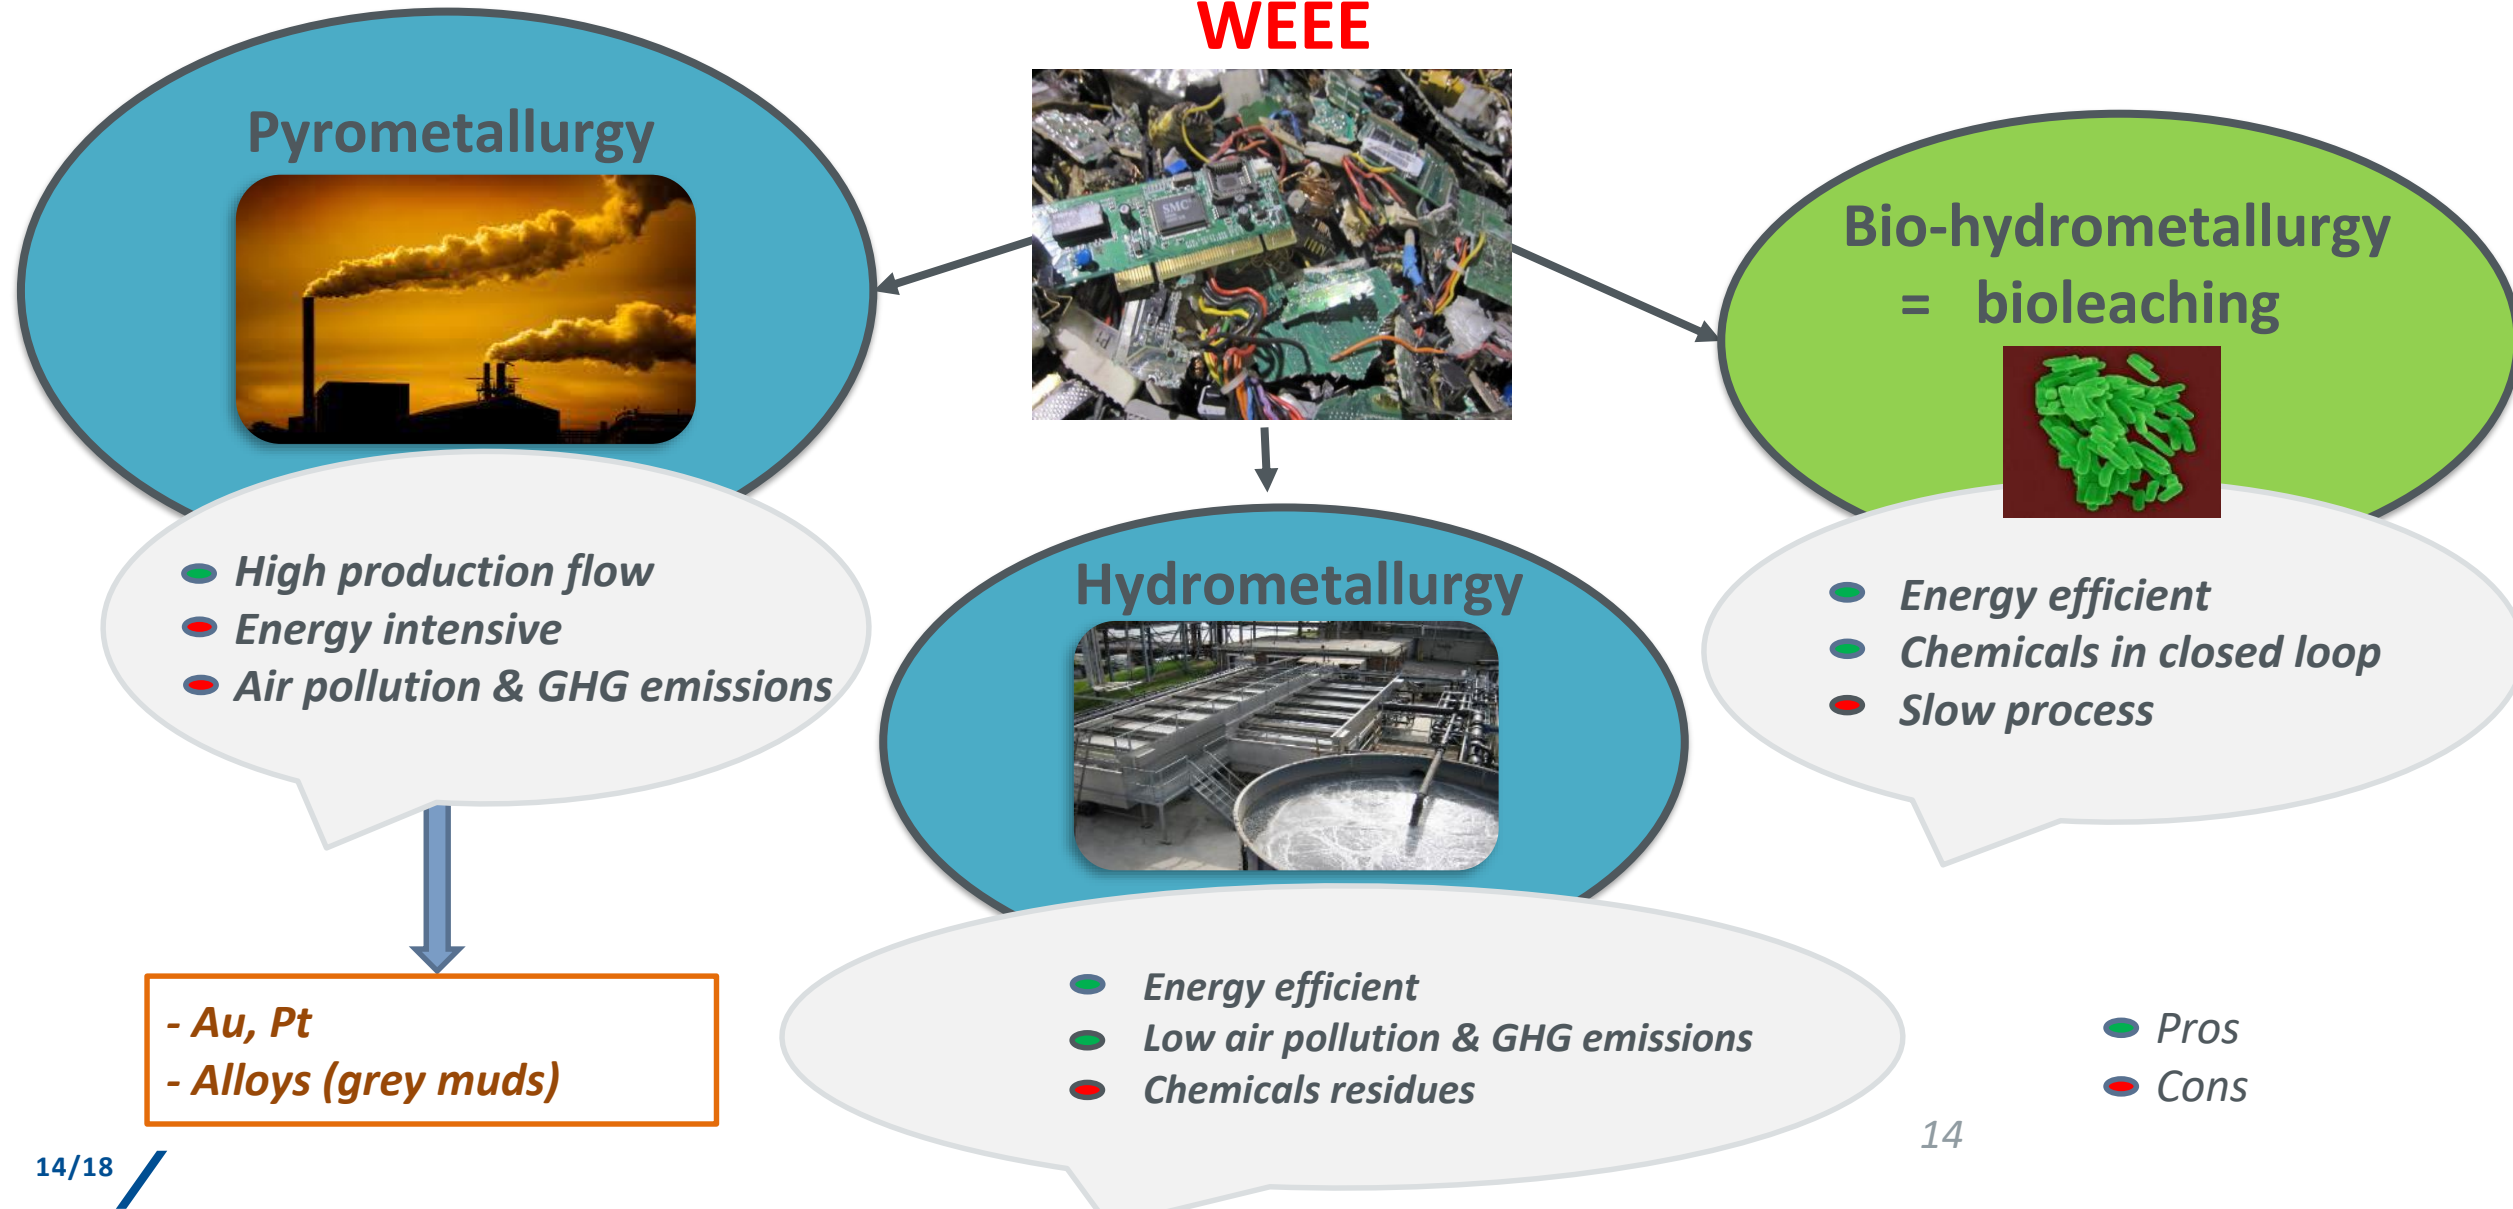 WEEE
Pyrometallurgy
High production flow
Energy intensive
Air pollution & GHG emissions
- Au, Pt
- Alloys (grey muds)
SMC
Hydrometallurgy
Energy efficient
Low air pollution & GHG emissions
Chemicals residues
Bio-hydrometallurgy
= bioleaching
Energy efficient
Chemicals in closed loop
Slow process
Pros
Cons
14
14/18